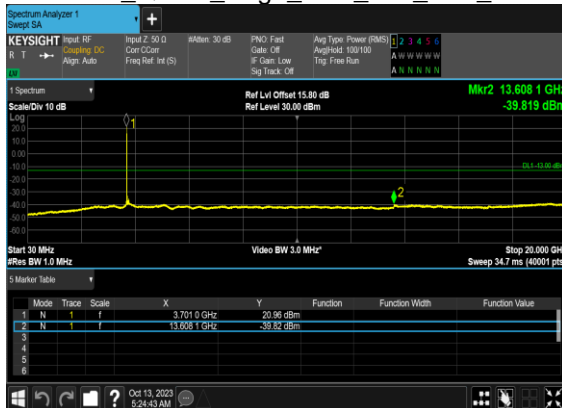 Spectrum Analyzer 1
Swept SA
+
KEYSIGHT Input: RF Input Z: 50 Ω #Atten: 30 dB PNO: Fast Avg Type: Power (RMS) 1 2 3 4 5 6
R T Coupling: DC Corr CCorr Gate: Off Avg|Hold: 100/100 A W W W W W
Align: Auto Freq Ref: Int (S) IF Gain: Low Trig: Free Run
Sig Track: Off A N N N N N
1 Spectrum
Ref Lvl Offset 15.80 dB Mkr2 13.608 1 GHz
Scale/Div 10 dB Ref Level 30.00 dBm -39.819 dBm
Log
20.0
10.0
0.00
-10.0
DL1 -13.00 dBm
-20.0
-30.0
-40.0
-50.0
-60.0
1
2
Start 30 MHz Video BW 3.0 MHz* Stop 20.000 GHz
#Res BW 1.0 MHz Sweep 34.7 ms (40001 pts)
5 Marker Table
Mode Trace Scale X Y Function Function Width Function Value
1 N 1 f 3.701 0 GHz 20.96 dBm
2 N 1 f 13.608 1 GHz -39.82 dBm
3
4
5
6
? Oct 13, 2023
5:24:43 AM